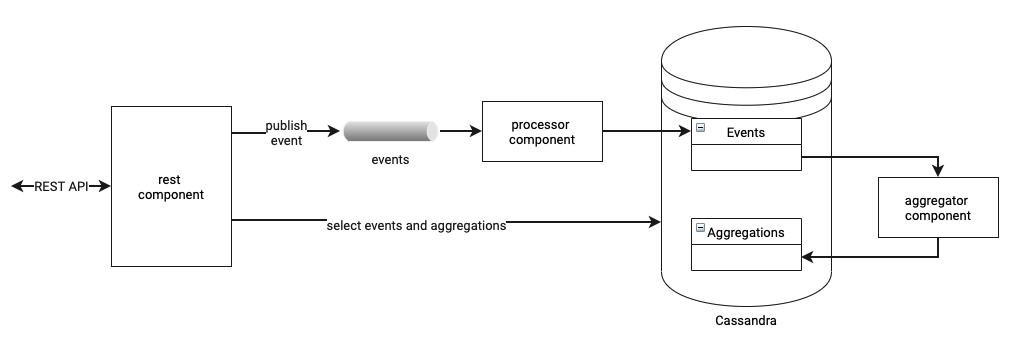 REST API
rest
component
publish
event
events
processor
component
select events and aggregations
Events
Aggregations
aggregator
component
Cassandra